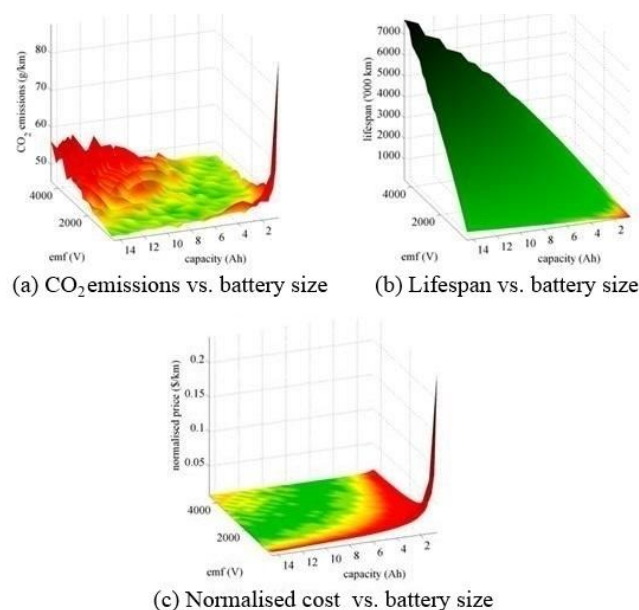 80
70
60
50
CO₂ emissions (g/km)
4000
2000
emf (V)
14 12 10 8 6 4 2
capacity (Ah)
(a) CO₂ emissions vs. battery size
7000
6000
5000
4000
3000
2000
1000
lifespan ('000 km)
4000
2000
emf (V)
14 12 10 8 6 4 2
capacity (Ah)
(b) Lifespan vs. battery size
0.2
0.15
0.1
0.05
normalised price ($/km)
4000
2000
emf (V)
14 12 10 8 6 4 2
capacity (Ah)
(c) Normalised cost vs. battery size